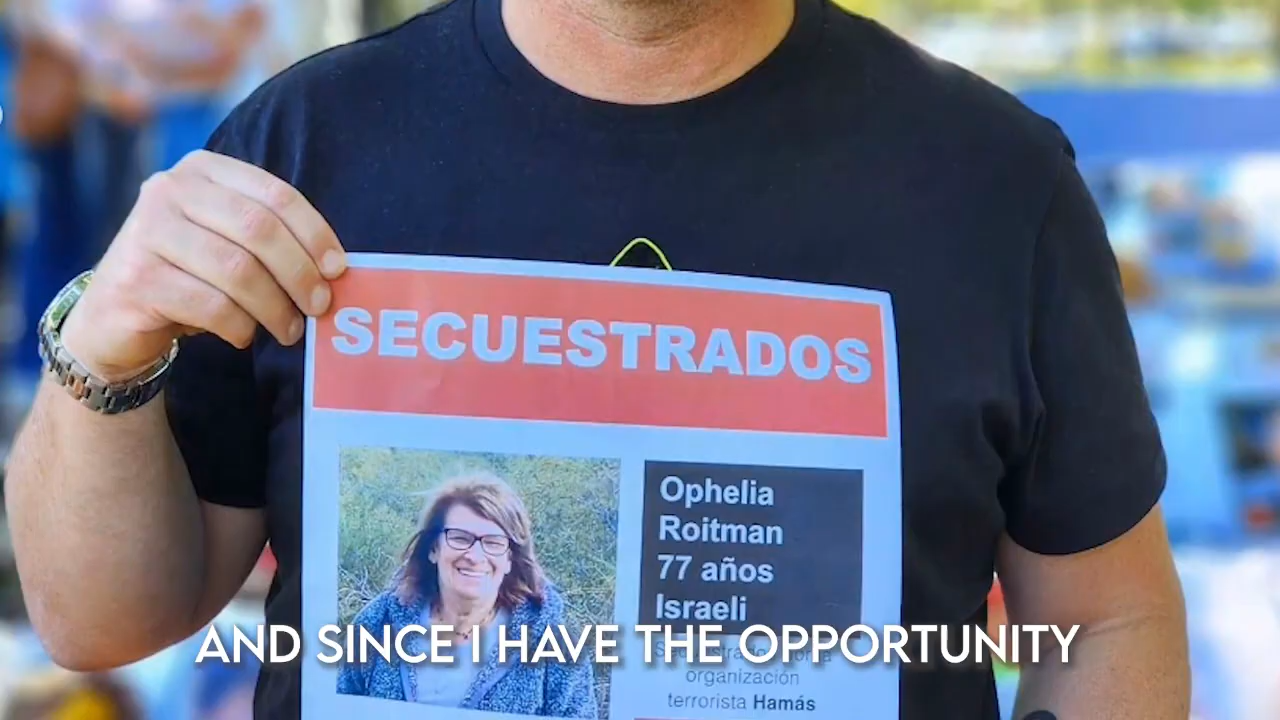 SECUESTRADOS
Ophelia
Roitman
77 años
Israeli
AND SINCE I HAVE THE OPPORTUNITY
organización
terrorista Hamás